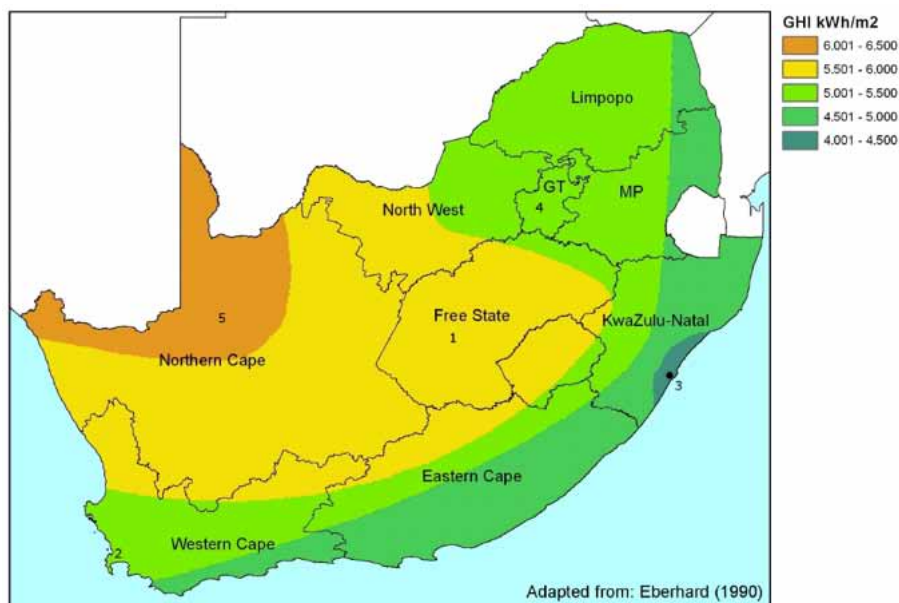 GHI kWh/m2
6.001 - 6.500
5.501 - 6.000
5.001 - 5.500
4.501 - 5.000
4.001 - 4.500
Limpopo
GT
4
MP
North West
5
Free State
1
KwaZulu-Natal
Northern Cape
3
Eastern Cape
Western Cape
2
Adapted from: Eberhard (1990)